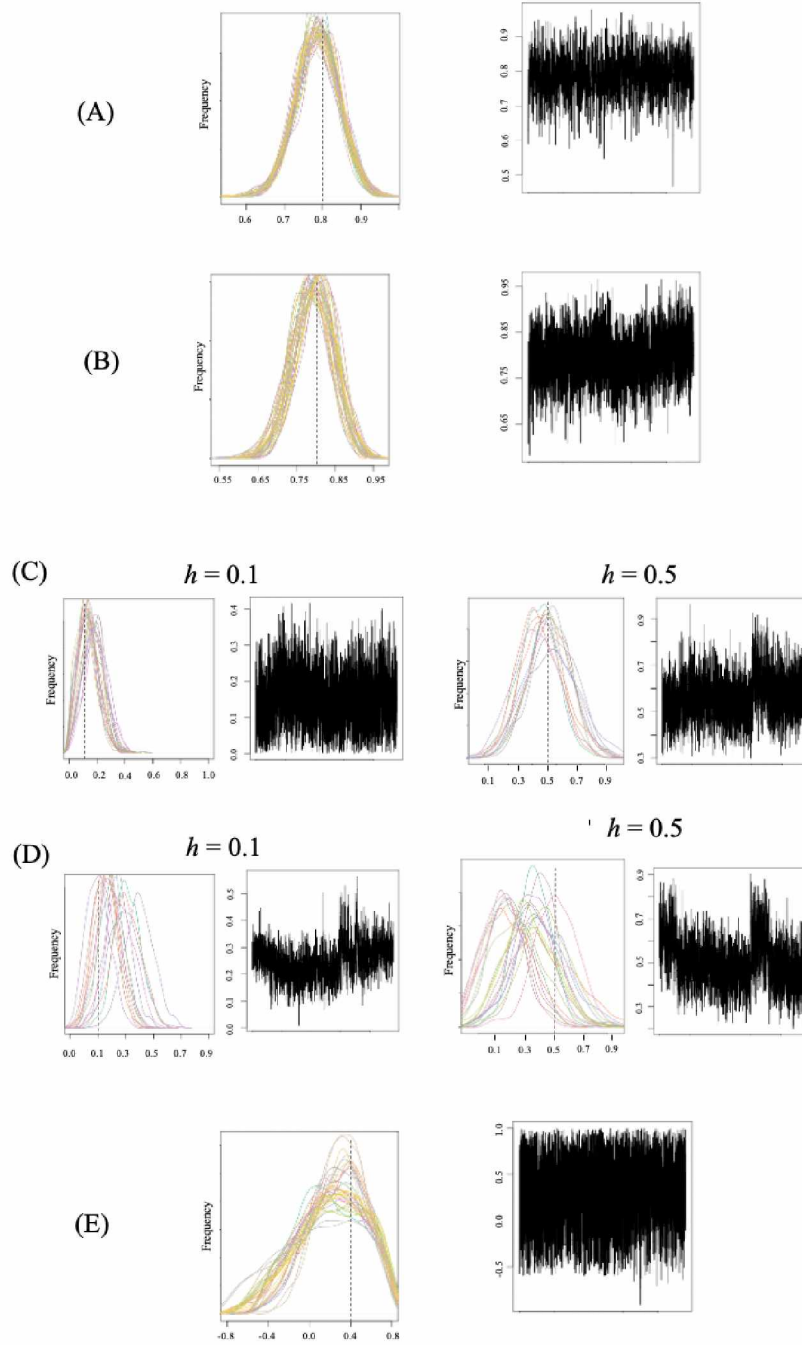 (A)
Frequency
0.6 0.7 0.8 0.9
0.5 0.6 0.7 0.8 0.9
(B)
Frequency
0.55 0.65 0.75 0.85 0.95
0.65 0.75 0.85 0.95
(C)
h = 0.1
h = 0.5
Frequency
0.0 0.2 0.4 0.6 0.8 1.0
0.0 0.1 0.2 0.3 0.4
Frequency
0.1 0.3 0.5 0.7 0.9
0.3 0.5 0.7 0.9
(D)
h = 0.1
h = 0.5
Frequency
0.0 0.1 0.3 0.5 0.7 0.9
0.0 0.1 0.2 0.3 0.4 0.5
Frequency
0.1 0.3 0.5 0.7 0.9
0.3 0.5 0.7 0.9
(E)
Frequency
-0.8 -0.4 0.0 0.4 0.8
-0.5 0.0 0.5 1.0